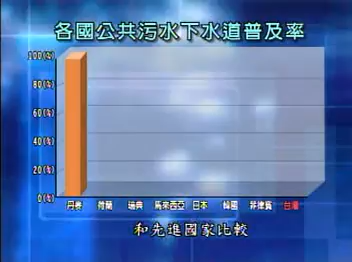 各國公共污水下水道普及率
100(%)
80(%)
60(%)
40(%)
20(%)
0(%)
丹麥 荷蘭 瑞典 馬來西亞 日本 韓國 菲律賓 台灣
和先進國家比較